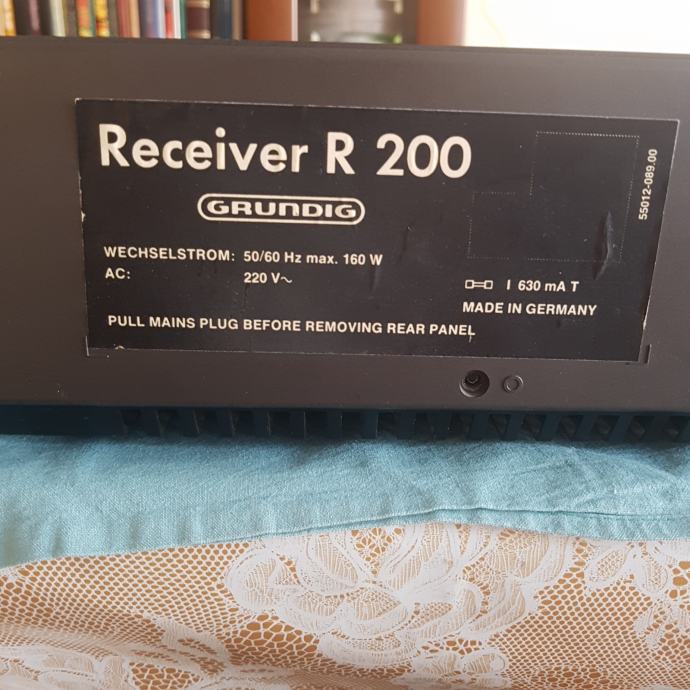 Receiver R 200
GRUNDIG
WECHSELSTROM: 50/60 Hz max. 160 W
AC: 220 V~
I 630 mA T
MADE IN GERMANY
PULL MAINS PLUG BEFORE REMOVING REAR PANEL
55012-089.00